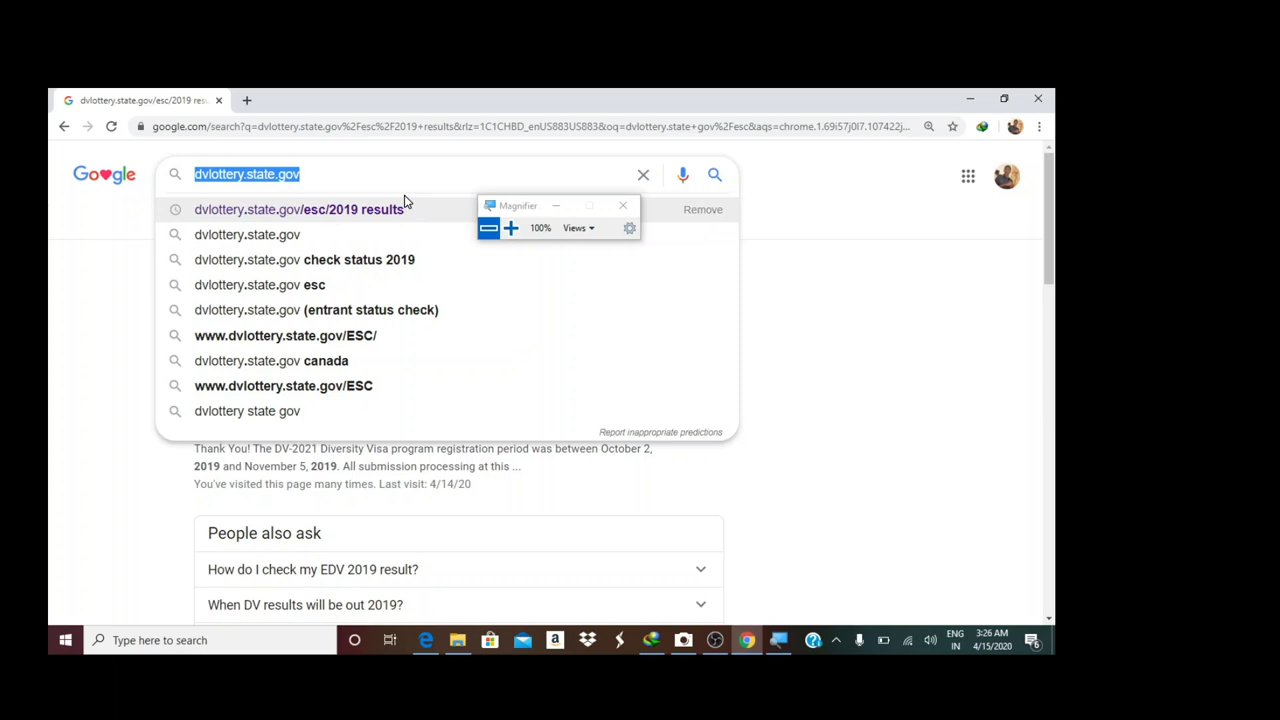 dvlottery.state.gov/esc/2019 resu
google.com/search?q=dvlottery.state.gov%2Fesc%2F2019+results&rlz=1C1CHBD_enUS883US883&oq=dvlottery.state+gov%2Fesc&aqs=chrome.1.69i57j0l7.107422j...
Google
dvlottery.state.gov
Magnifier
dvlottery.state.gov/esc/2019 results
Remove
100%
Views
dvlottery.state.gov
dvlottery.state.gov check status 2019
dvlottery.state.gov esc
dvlottery.state.gov (entrant status check)
www.dvlottery.state.gov/ESC/
dvlottery.state.gov canada
www.dvlottery.state.gov/ESC
dvlottery state gov
Report inappropriate predictions
Thank You! The DV-2021 Diversity Visa program registration period was between October 2,
2019 and November 5, 2019. All submission processing at this ...
You've visited this page many times. Last visit: 4/14/20
People also ask
How do I check my EDV 2019 result?
When DV results will be out 2019?
Type here to search
ENG
IN
3:26 AM
4/15/2020
6